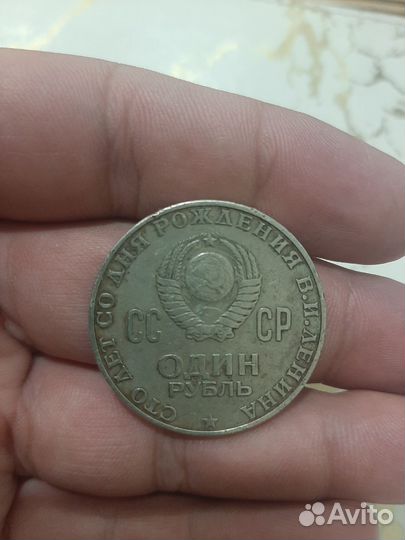 СТО ЛЕТ СО ДНЯ РОЖДЕНИЯ В.И.ЛЕНИНА
СС СР
ОДИН
РУБЛЬ
Avito